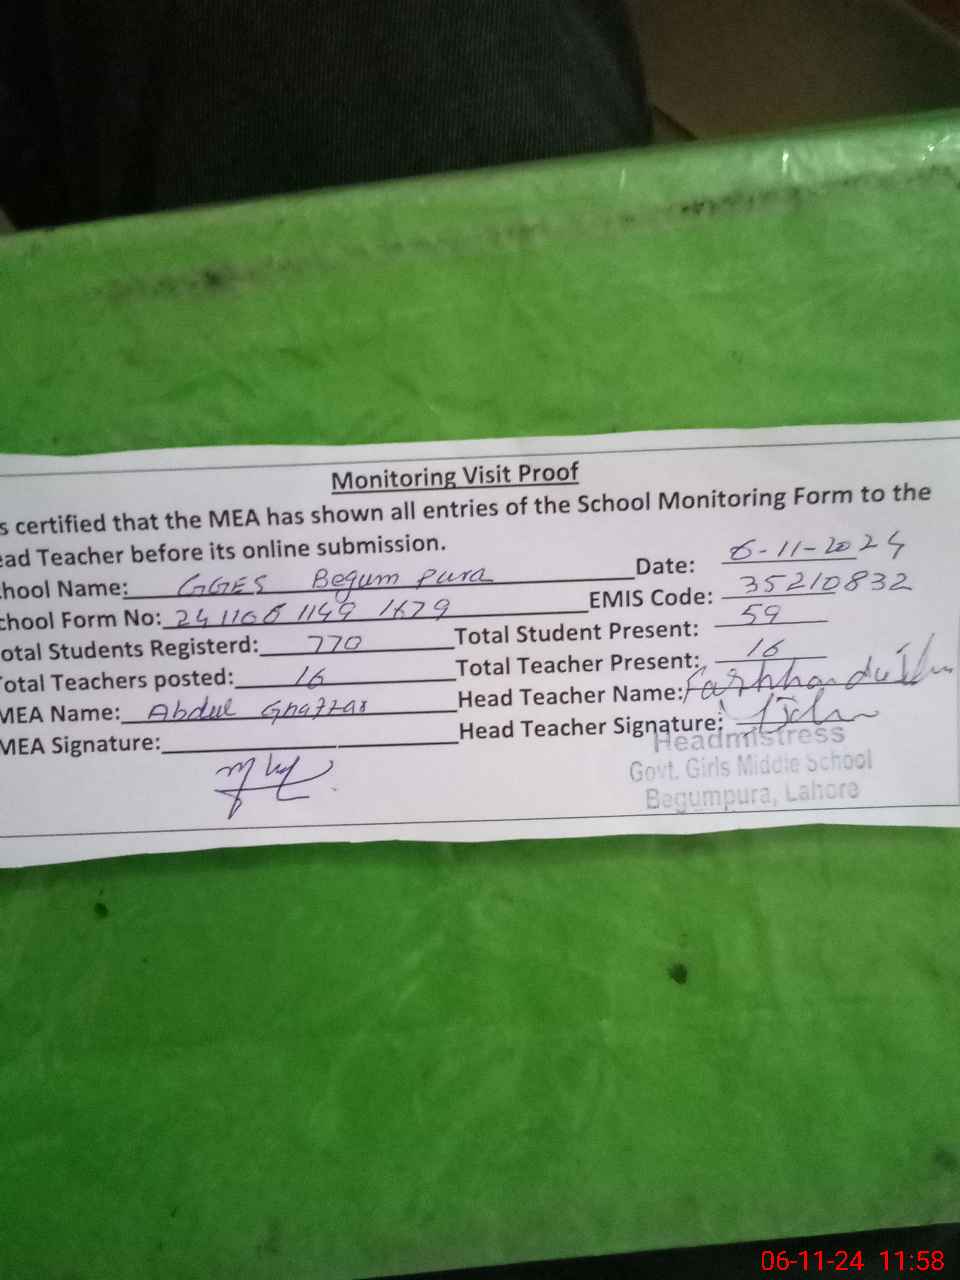 Monitoring Visit Proof
s certified that the MEA has shown all entries of the School Monitoring Form to the
ead Teacher before its online submission.
chool Name: GGES Begum Pura Date: 6-11-2024
chool Form No: 241106 1149 1679 EMIS Code: 35210832
otal Students Registerd: 770 Total Student Present: 59
Total Teachers posted: 16 Total Teacher Present: 16
MEA Name: Abdul Ghaffar Head Teacher Name:
MEA Signature: Head Teacher Signature:
Headmistress
Govt. Girls Middle School
Begumpura, Lahore
06-11-24 11:58